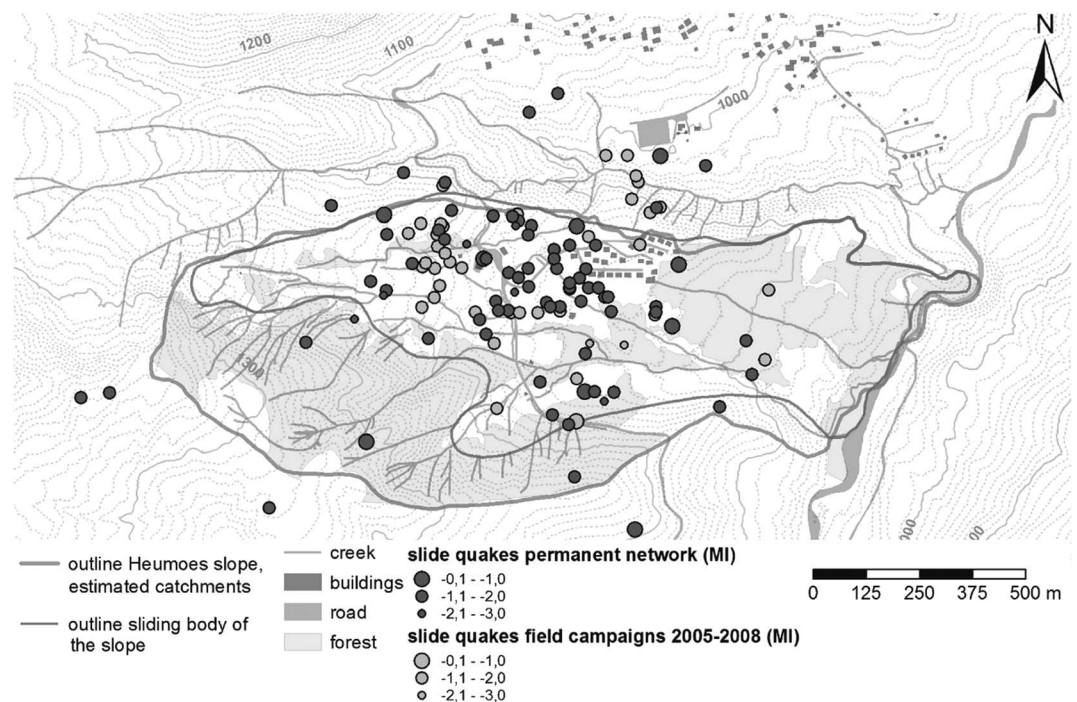 N
1200
1100
1000
1300
outline Heumoes slope,
estimated catchments
outline sliding body of
the slope
creek
buildings
road
forest
slide quakes permanent network (Ml)
-0,1 - -1,0
-1,1 - -2,0
-2,1 - -3,0
slide quakes field campaigns 2005-2008 (Ml)
-0,1 - -1,0
-1,1 - -2,0
-2,1 - -3,0
0 125 250 375 500 m